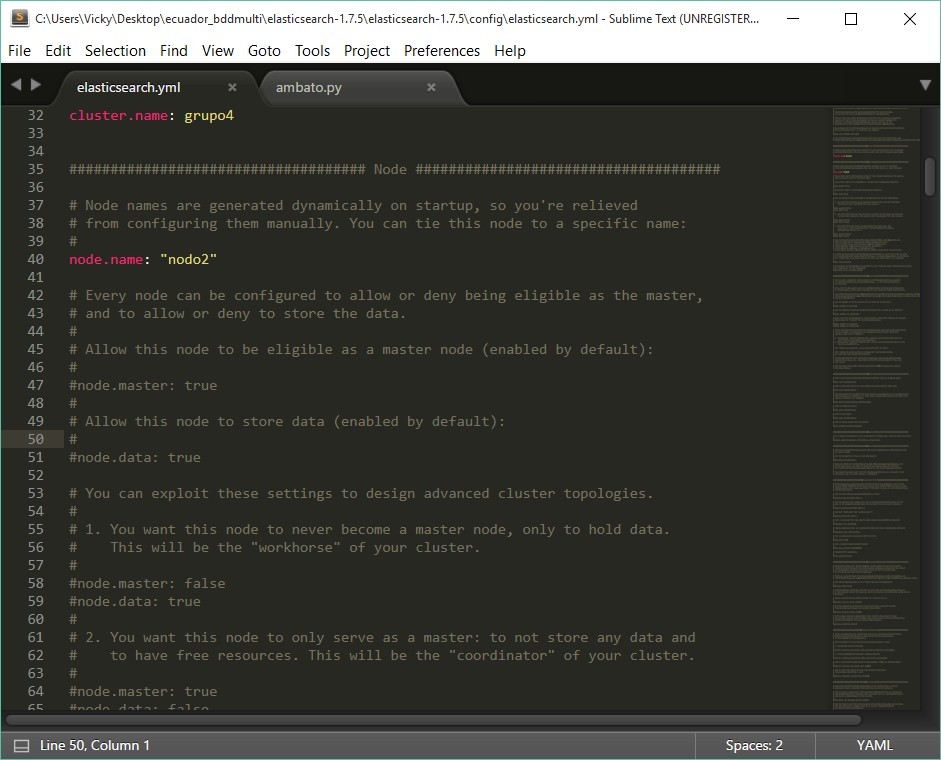 C:\Users\Vicky\Desktop\ecuador_bddmulti\elasticsearch-1.7.5\elasticsearch-1.7.5\config\elasticsearch.yml - Sublime Text (UNREGISTER...
File Edit Selection Find View Goto Tools Project Preferences Help
elasticsearch.yml × ambato.py ×
32 cluster.name: grupo4
33
34
35 #################################### Node #####################################
36
37 # Node names are generated dynamically on startup, so you're relieved
38 # from configuring them manually. You can tie this node to a specific name:
39 #
40 node.name: "nodo2"
41
42 # Every node can be configured to allow or deny being eligible as the master,
43 # and to allow or deny to store the data.
44 #
45 # Allow this node to be eligible as a master node (enabled by default):
46 #
47 #node.master: true
48 #
49 # Allow this node to store data (enabled by default):
50 #
51 #node.data: true
52
53 # You can exploit these settings to design advanced cluster topologies.
54 #
55 # 1. You want this node to never become a master node, only to hold data.
56 #    This will be the "workhorse" of your cluster.
57 #
58 #node.master: false
59 #node.data: true
60 #
61 # 2. You want this node to only serve as a master: to not store any data and
62 #    to have free resources. This will be the "coordinator" of your cluster.
63 #
64 #node.master: true
65 #node.data: false
Line 50, Column 1 Spaces: 2 YAML